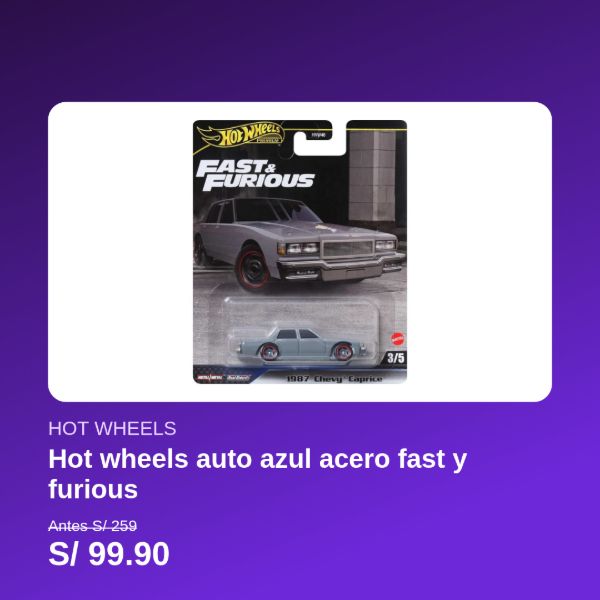 HOT WHEELS
PREMIUM
FAST &
FURIOUS
3/5
1987 Chevy Caprice
HOT WHEELS
Hot wheels auto azul acero fast y
furious
Antes S/ 259
S/ 99.90